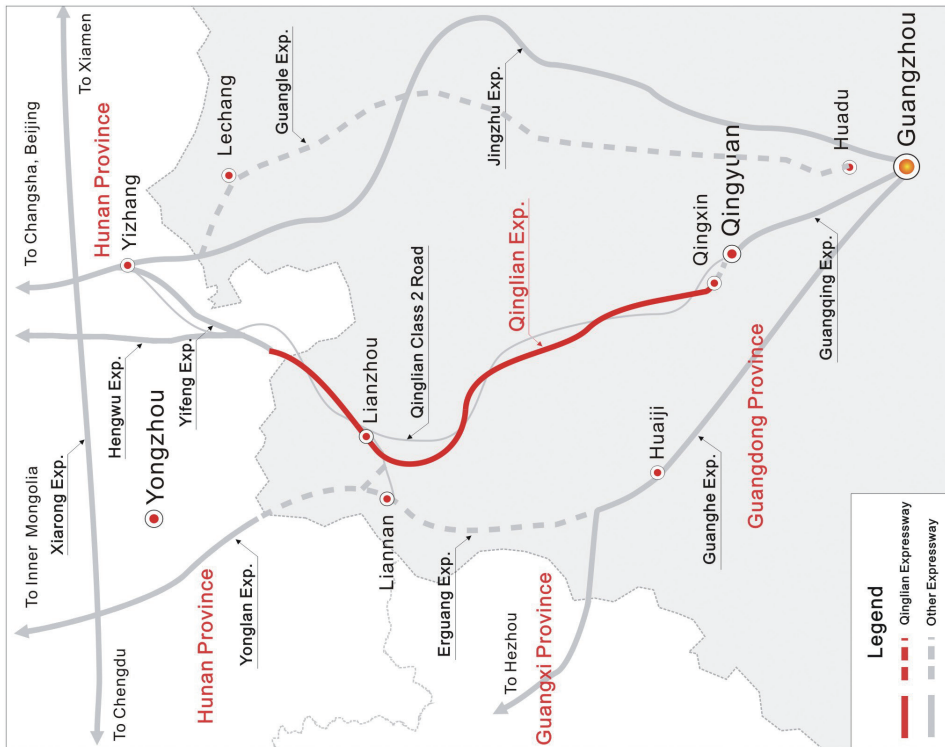 To Changsha, Beijing
To Xiamen
Hunan Province
Yizhang
Lechang
Guangle Exp.
Jingzhu Exp.
Huadu
Guangzhou
Hengwu Exp.
Yifeng Exp.
Qinglian Class 2 Road
Qinglian Exp.
Qingxin
Qingyuan
Guangqing Exp.
To Inner Mongolia
Xiarong Exp.
Yongzhou
Lianzhou
Liannan
Huaiji
Guanghe Exp.
Guangdong Province
To Chengdu
Hunan Province
Yonglan Exp.
Erguang Exp.
To Hezhou
Guangxi Province
Legend
Qinglian Expressway
Other Expressway